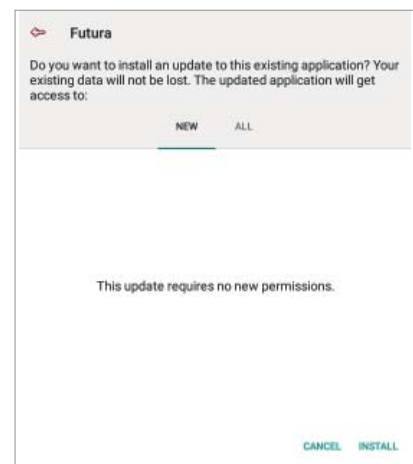 Futura
Do you want to install an update to this existing application? Your
existing data will not be lost. The updated application will get
access to:
NEW ALL
This update requires no new permissions.
CANCEL INSTALL